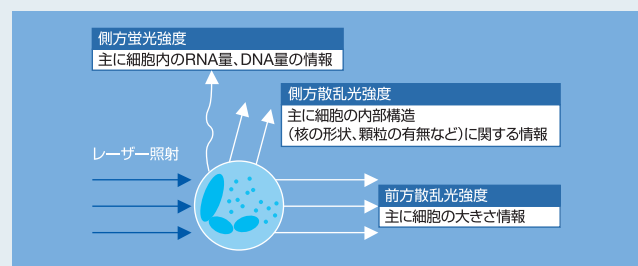 側方蛍光強度
主に細胞内のRNA量、DNA量の情報
側方散乱光強度
主に細胞の内部構造
（核の形状、顆粒の有無など）に関する情報
レーザー照射
前方散乱光強度
主に細胞の大きさ情報